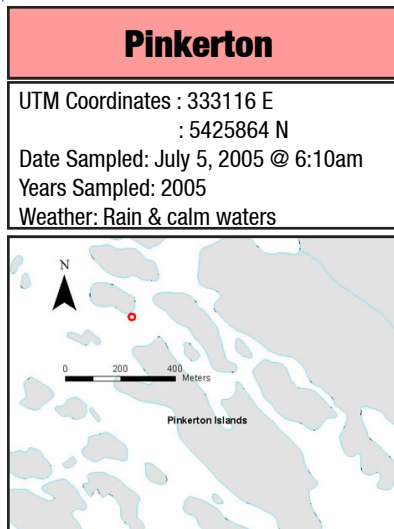 Pinkerton
UTM Coordinates : 333116 E
: 5425864 N
Date Sampled: July 5, 2005 @ 6:10am
Years Sampled: 2005
Weather: Rain & calm waters
N
0 200 400
Meters
Pinkerton Islands